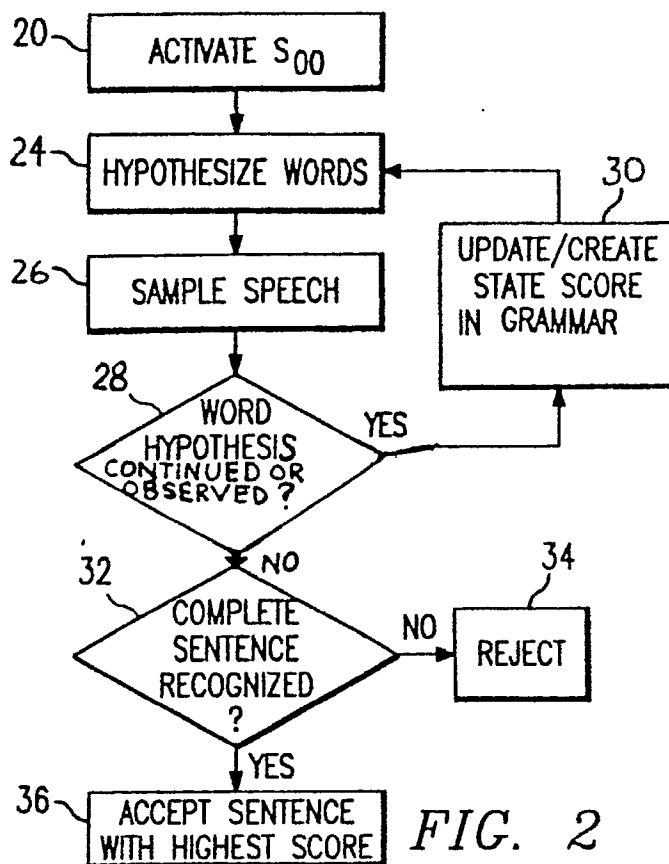 20
ACTIVATE S00
24
HYPOTHESIZE WORDS
30
UPDATE/CREATE
STATE SCORE
IN GRAMMAR
26
SAMPLE SPEECH
28
WORD
HYPOTHESIS
CONTINUED OR
OBSERVED?
YES
NO
32
COMPLETE
SENTENCE
RECOGNIZED
?
NO
34
REJECT
YES
36
ACCEPT SENTENCE
WITH HIGHEST SCORE
FIG. 2